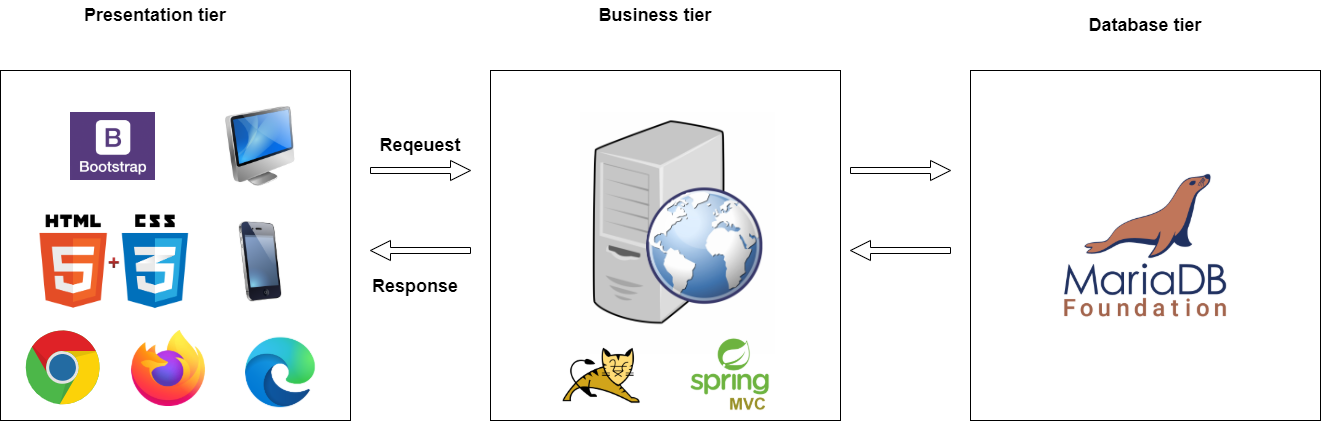 Presentation tier
Business tier
Database tier
B
Bootstrap
HTML
5
+
CSS
3
Reqeuest
Response
spring
MVC
MariaDB
Foundation